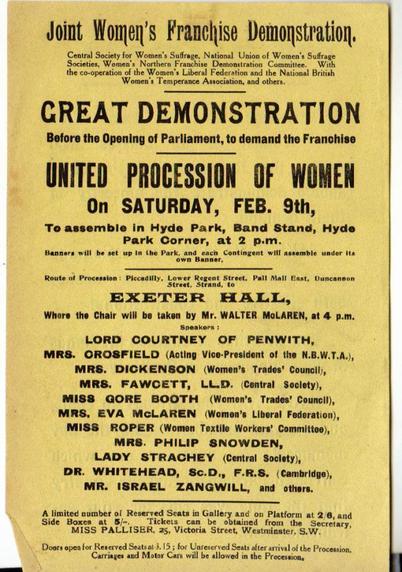 Joint Women's Franchise Demonstration.
Central Society for Women's Suffrage, National Union of Women's Suffrage
Societies, Women's Northern Franchise Demonstration Committee. With
the co-operation of the Women's Liberal Federation and the National British
Women's Temperance Association, and others.
GREAT DEMONSTRATION
Before the Opening of Parliament, to demand the Franchise
UNITED PROCESSION OF WOMEN
On SATURDAY, FEB. 9th,
To assemble in Hyde Park, Band Stand, Hyde
Park Corner, at 2 p.m.
Banners will be set up in the Park, and each Contingent will assemble under its
own Banner.
Route of Procession: Piccadilly, Lower Regent Street, Pall Mall East, Duncannon
Street, Strand, to
EXETER HALL,
Where the Chair will be taken by Mr. WALTER McLAREN, at 4 p.m.
Speakers:
LORD COURTNEY OF PENWITH,
MRS. CROSFIELD (Acting Vice-President of the N.B.W.T.A.),
MRS. DICKENSON (Women's Trades' Council),
MRS. FAWCETT, LL.D. (Central Society),
MISS GORE BOOTH (Women's Trades' Council),
MRS. EVA McLAREN (Women's Liberal Federation),
MISS ROPER (Women Textile Workers' Committee),
MRS. PHILIP SNOWDEN,
LADY STRACHEY (Central Society),
DR. WHITEHEAD, Sc.D., F.R.S. (Cambridge),
MR. ISRAEL ZANGWILL, and others.
A limited number of Reserved Seats in Gallery and on Platform at 2/6, and
Side Boxes at 5/-. Tickets can be obtained from the Secretary,
MISS PALLISER, 25, Victoria Street, Westminster, S.W.
Doors open for Reserved Seats at 3.15; for Unreserved Seats after arrival of the Procession.
Carriages and Motor Cars will be allowed in the Procession.